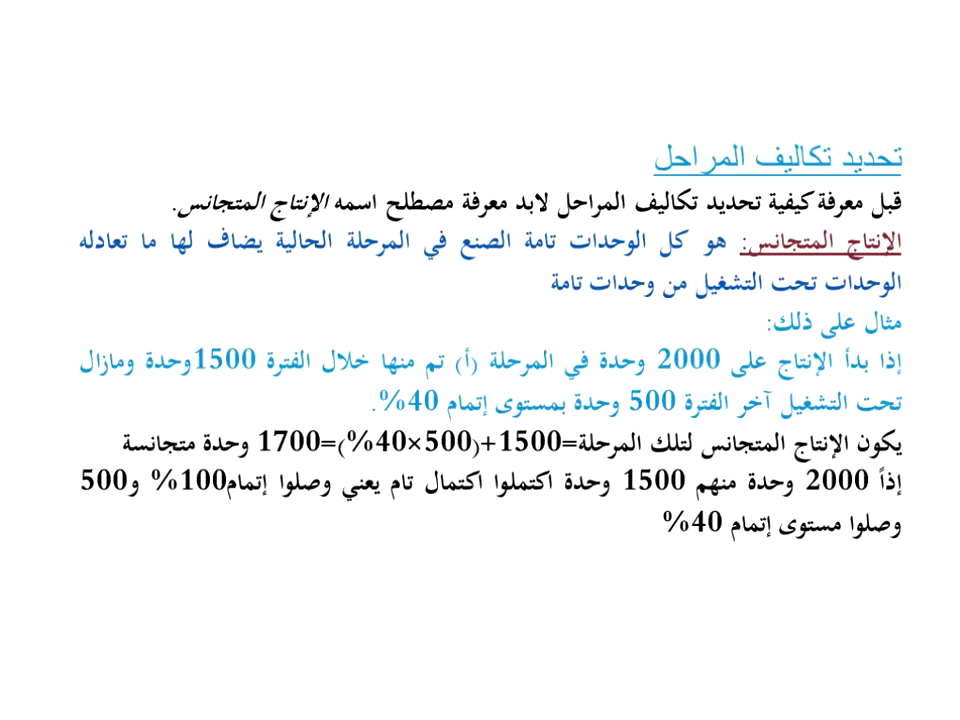 تحديد تكاليف المراحل
قبل معرفة كيفية تحديد تكاليف المراحل لابد معرفة مصطلح اسمه الإنتاج المتجانس.
الإنتاج المتجانس: هو كل الوحدات تامة الصنع في المرحلة الحالية يضاف لها ما تعادله
الوحدات تحت التشغيل من وحدات تامة
مثال على ذلك:
إذا بدأ الإنتاج على 2000 وحدة في المرحلة (أ) تم منها خلال الفترة 1500وحدة ومازال
تحت التشغيل آخر الفترة 500 وحدة بمستوى إتمام 40%.
يكون الإنتاج المتجانس لتلك المرحلة=1500+(500×40%)=1700 وحدة متجانسة
إذاً 2000 وحدة منهم 1500 وحدة اكتملوا اكتمال تام يعني وصلوا إتمام100% و500
وصلوا مستوى إتمام 40%